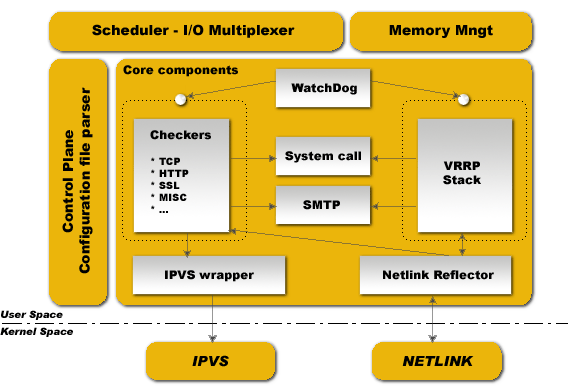 Scheduler - I/O Multiplexer
Memory Mngt
Control Plane
Configuration file parser
Core components
WatchDog
Checkers
* TCP
* HTTP
* SSL
* MISC
* ...
System call
SMTP
VRRP
Stack
IPVS wrapper
Netlink Reflector
User Space
Kernel Space
IPVS
NETLINK